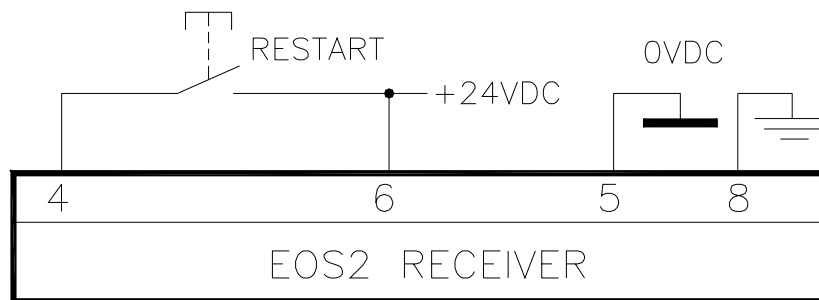 RESTART
0VDC
+24VDC
4 6 5 8
EOS2 RECEIVER